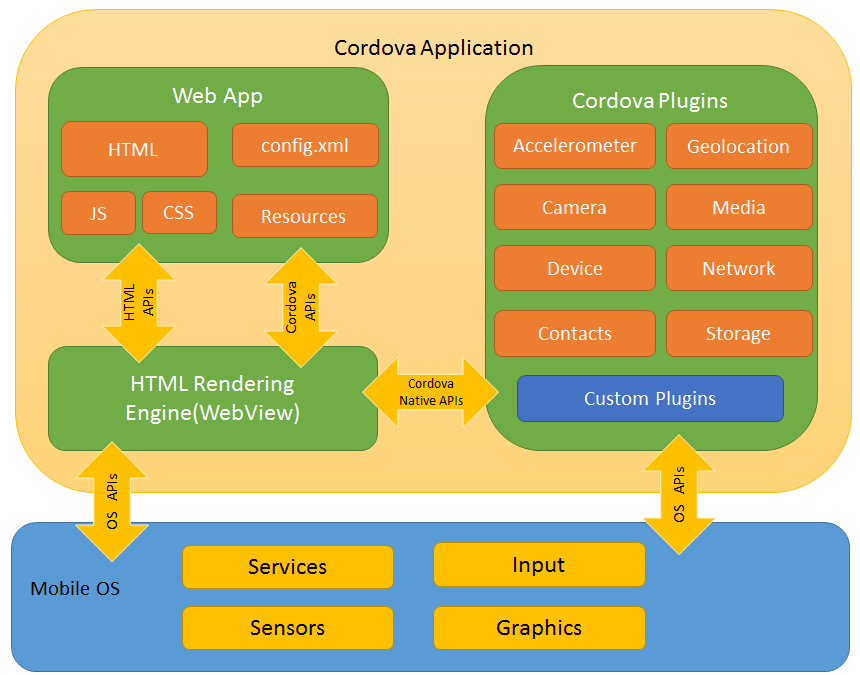 Cordova Application
Web App
HTML
config.xml
JS
CSS
Resources
Cordova Plugins
Accelerometer
Geolocation
Camera
Media
Device
Network
Contacts
Storage
Custom Plugins
HTML
APIs
Cordova
APIs
HTML Rendering
Engine(WebView)
Cordova
Native APIs
OS APIs
OS APIs
Mobile OS
Services
Input
Sensors
Graphics